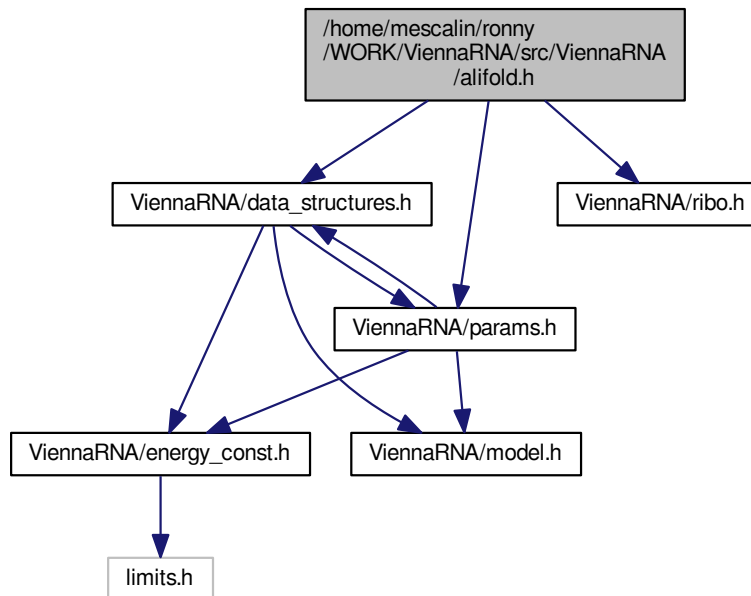 /home/mescalin/ronny
/WORK/ViennaRNA/src/ViennaRNA
/alifold.h
ViennaRNA/data_structures.h
ViennaRNA/ribo.h
ViennaRNA/params.h
ViennaRNA/energy_const.h
ViennaRNA/model.h
limits.h